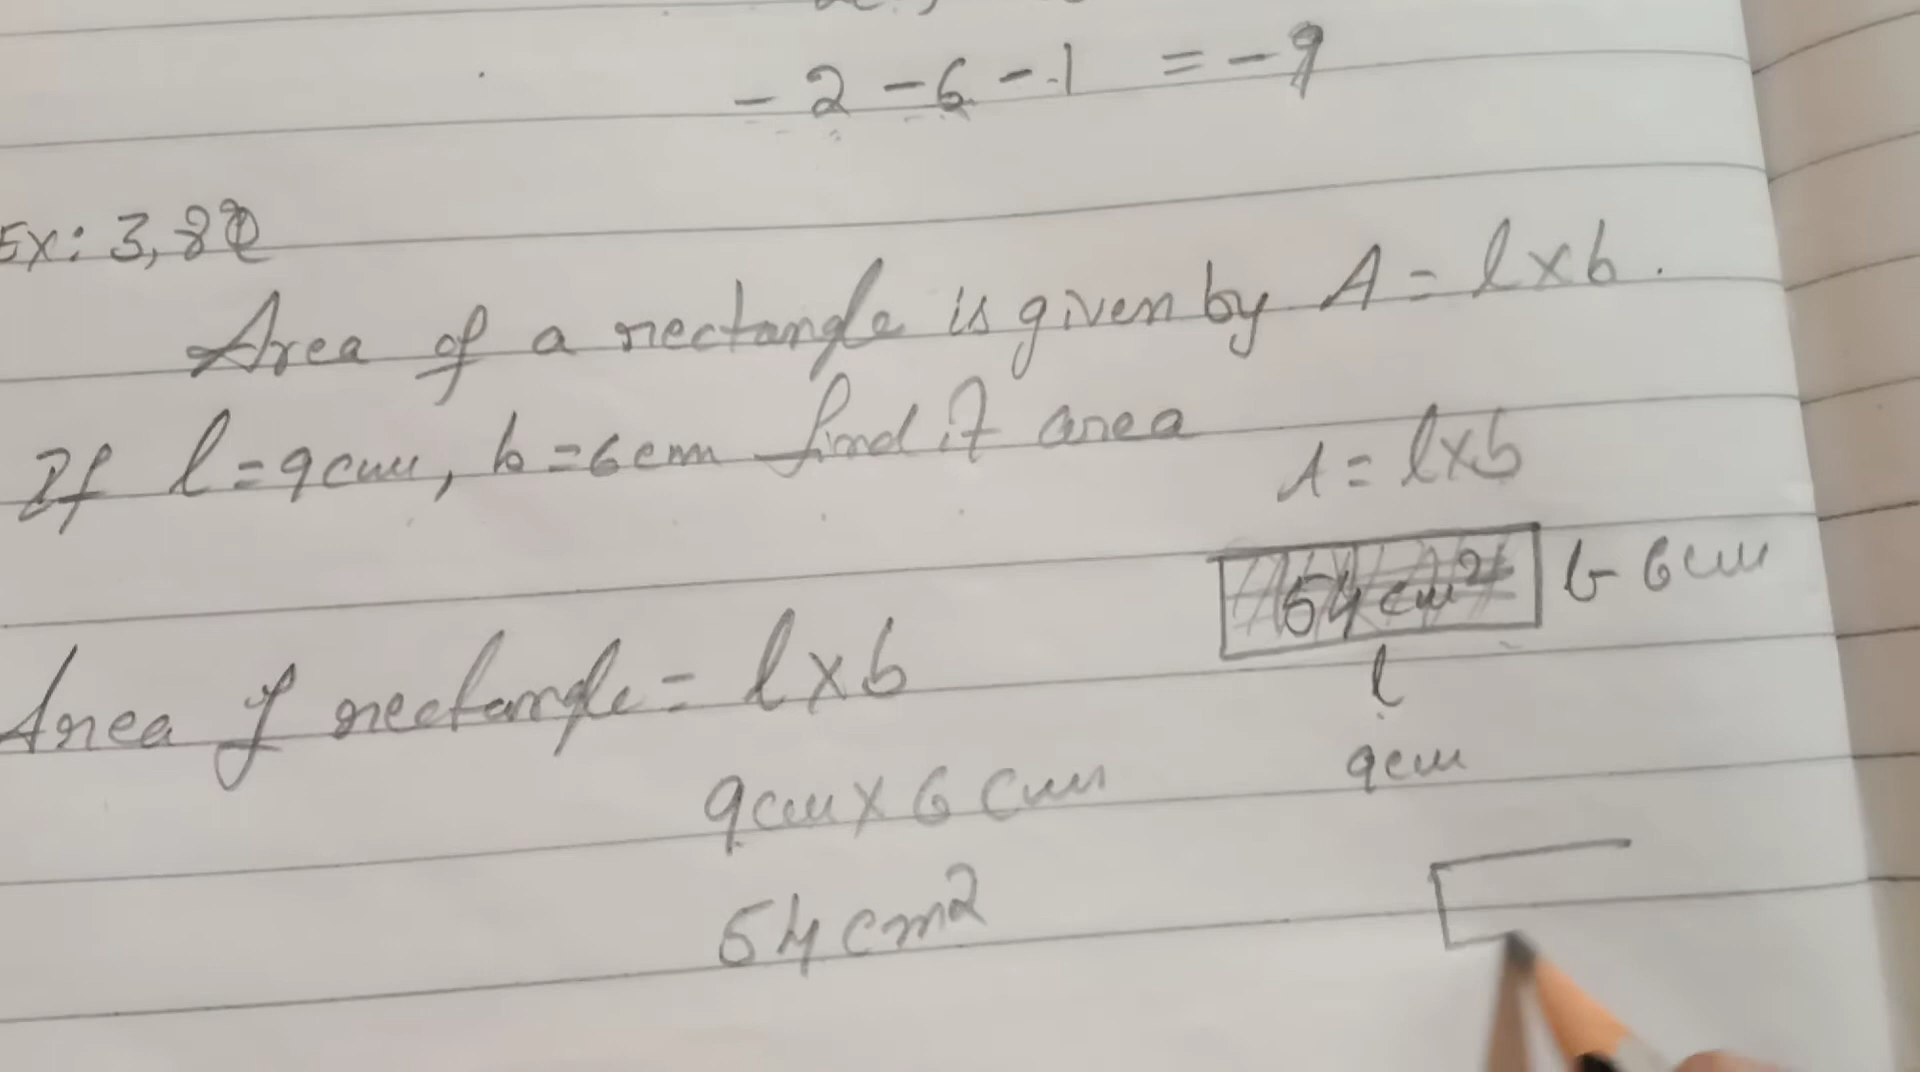 - 2 - 6 - 1 = - 9
Ex: 3,
Area of a rectangle is given by A = l x b.
If l = 9cm, b = 6cm find it area
A = l x b
54 cm²
b - 6cm
l
9cm
Area of rectangle = l x b
9cm x 6 cm
54 cm²